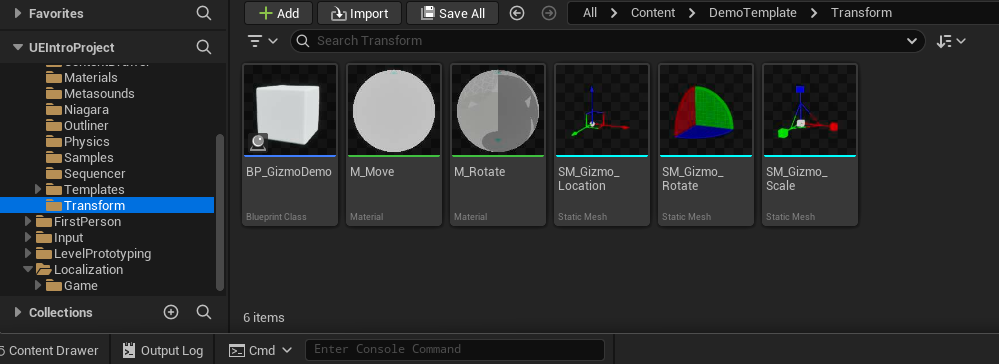 Favorites
UEIntroProject
Materials
Metasounds
Niagara
Outliner
Physics
Samples
Sequencer
Templates
Transform
FirstPerson
Input
LevelPrototyping
Localization
Game
Collections
Add
Import
Save All
All > Content > DemoTemplate > Transform
Search Transform
BP_GizmoDemo
Blueprint Class
M_Move
Material
M_Rotate
Material
SM_Gizmo_
Location
Static Mesh
SM_Gizmo_
Rotate
Static Mesh
SM_Gizmo_
Scale
Static Mesh
6 items
Content Drawer
Output Log
Cmd
Enter Console Command